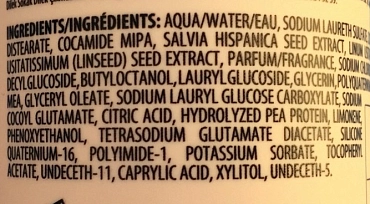 INGREDIENTS/INGRÉDIENTS: AQUA/WATER/EAU, SODIUM LAURETH SULFATE,
DISTEARATE, COCAMIDE MIPA, SALVIA HISPANICA SEED EXTRACT, LINUM
USITATISSIMUM (LINSEED) SEED EXTRACT, PARFUM/FRAGRANCE, SODIUM
DECYL GLUCOSIDE, BUTYLOCTANOL, LAURYL GLUCOSIDE, GLYCERIN,
MEA, GLYCERYL OLEATE, SODIUM LAURYL GLUCOSE CARBOXYLATE, SODIUM
COCOYL GLUTAMATE, CITRIC ACID, HYDROLYZED PEA PROTEIN, LIMONENE,
PHENOXYETHANOL, TETRASODIUM GLUTAMATE DIACETATE, SILICONE
QUATERNIUM-16, POLYIMIDE-1, POTASSIUM SORBATE, TOCOPHERYL
ACETATE, UNDECETH-11, CAPRYLIC ACID, XYLITOL, UNDECETH-5.